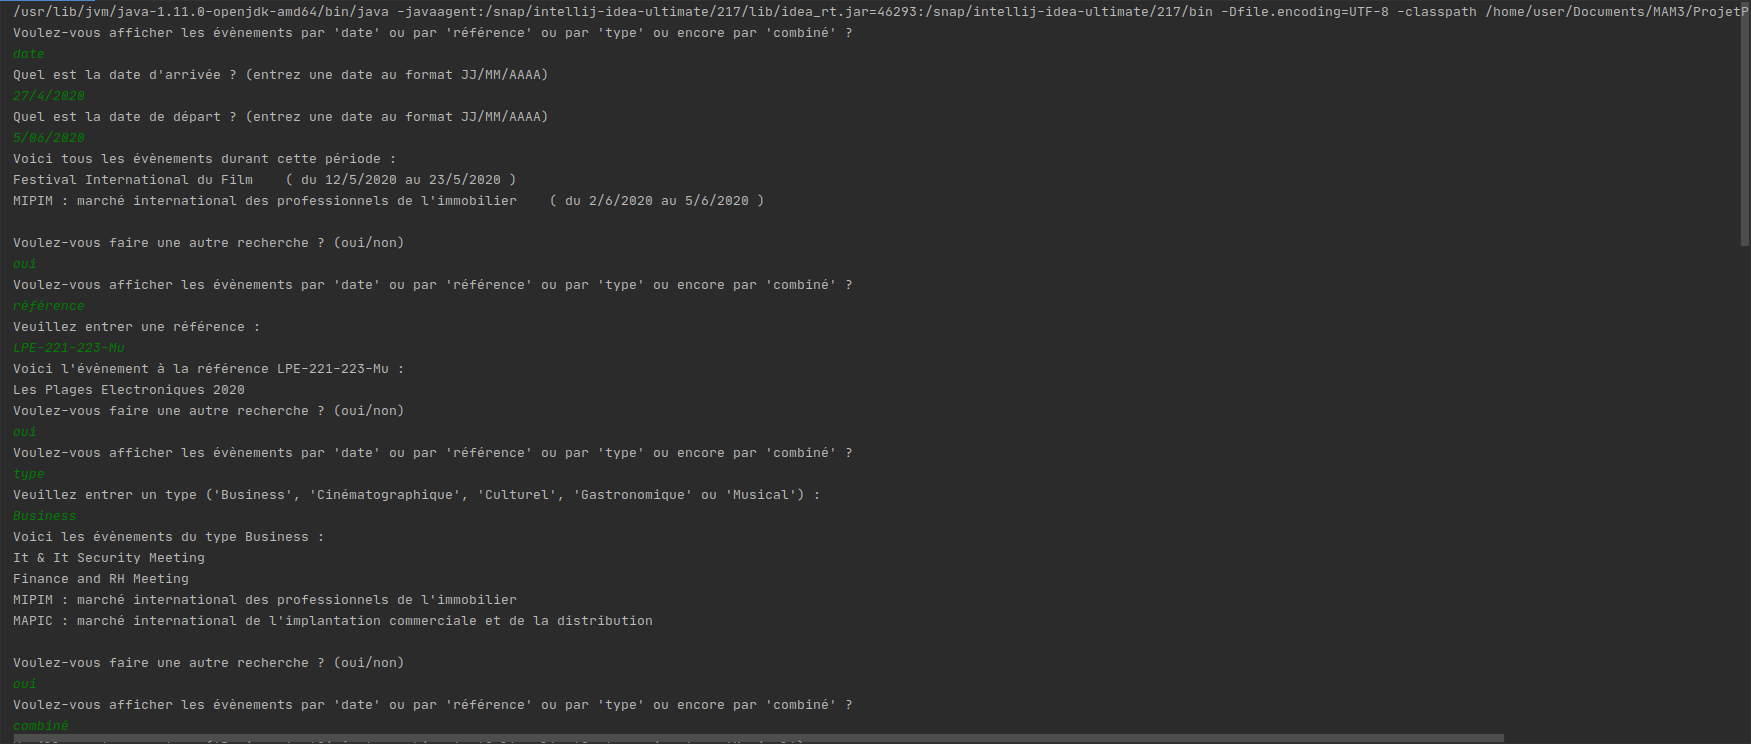 /usr/lib/jvm/java-1.11.0-openjdk-amd64/bin/java -javaagent:/snap/intellij-idea-ultimate/217/lib/idea_rt.jar=46293:/snap/intellij-idea-ultimate/217/bin -Dfile.encoding=UTF-8 -classpath /home/user/Documents/MAM3/ProjetP
Voulez-vous afficher les évènements par 'date' ou par 'référence' ou par 'type' ou encore par 'combiné' ?
date
Quel est la date d'arrivée ? (entrez une date au format JJ/MM/AAAA)
27/4/2020
Quel est la date de départ ? (entrez une date au format JJ/MM/AAAA)
5/06/2020
Voici tous les évènements durant cette période :
Festival International du Film    ( du 12/5/2020 au 23/5/2020 )
MIPIM : marché international des professionnels de l'immobilier    ( du 2/6/2020 au 5/6/2020 )
Voulez-vous faire une autre recherche ? (oui/non)
oui
Voulez-vous afficher les évènements par 'date' ou par 'référence' ou par 'type' ou encore par 'combiné' ?
référence
Veuillez entrer une référence :
LPE-221-223-Mu
Voici l'évènement à la référence LPE-221-223-Mu :
Les Plages Electroniques 2020
Voulez-vous faire une autre recherche ? (oui/non)
oui
Voulez-vous afficher les évènements par 'date' ou par 'référence' ou par 'type' ou encore par 'combiné' ?
type
Veuillez entrer un type ('Business', 'Cinématographique', 'Culturel', 'Gastronomique' ou 'Musical') :
Business
Voici les évènements du type Business :
It & It Security Meeting
Finance and RH Meeting
MIPIM : marché international des professionnels de l'immobilier
MAPIC : marché international de l'implantation commerciale et de la distribution
Voulez-vous faire une autre recherche ? (oui/non)
oui
Voulez-vous afficher les évènements par 'date' ou par 'référence' ou par 'type' ou encore par 'combiné' ?
combiné